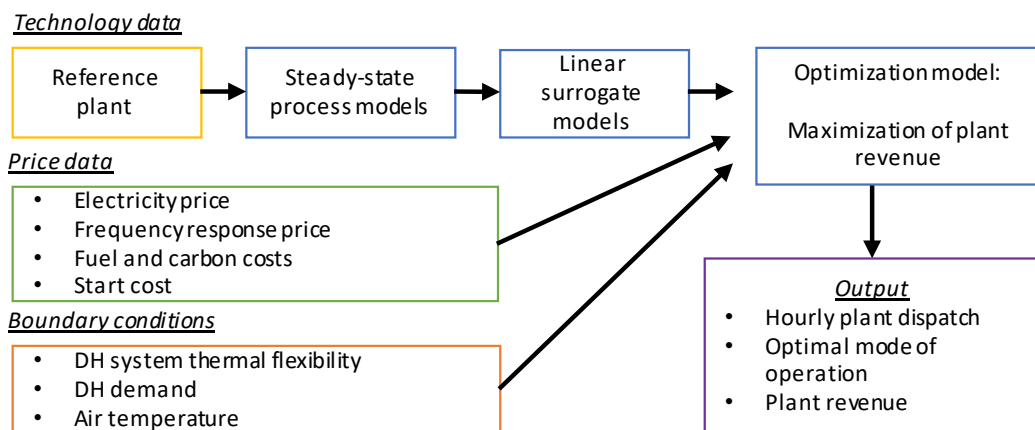 Technology data
Reference
plant
Steady-state
process models
Linear
surrogate
models
Optimization model:
Maximization of plant
revenue
Price data
• Electricity price
• Frequency response price
• Fuel and carbon costs
• Start cost
Boundary conditions
• DH system thermal flexibility
• DH demand
• Air temperature
Output
• Hourly plant dispatch
• Optimal mode of
operation
• Plant revenue